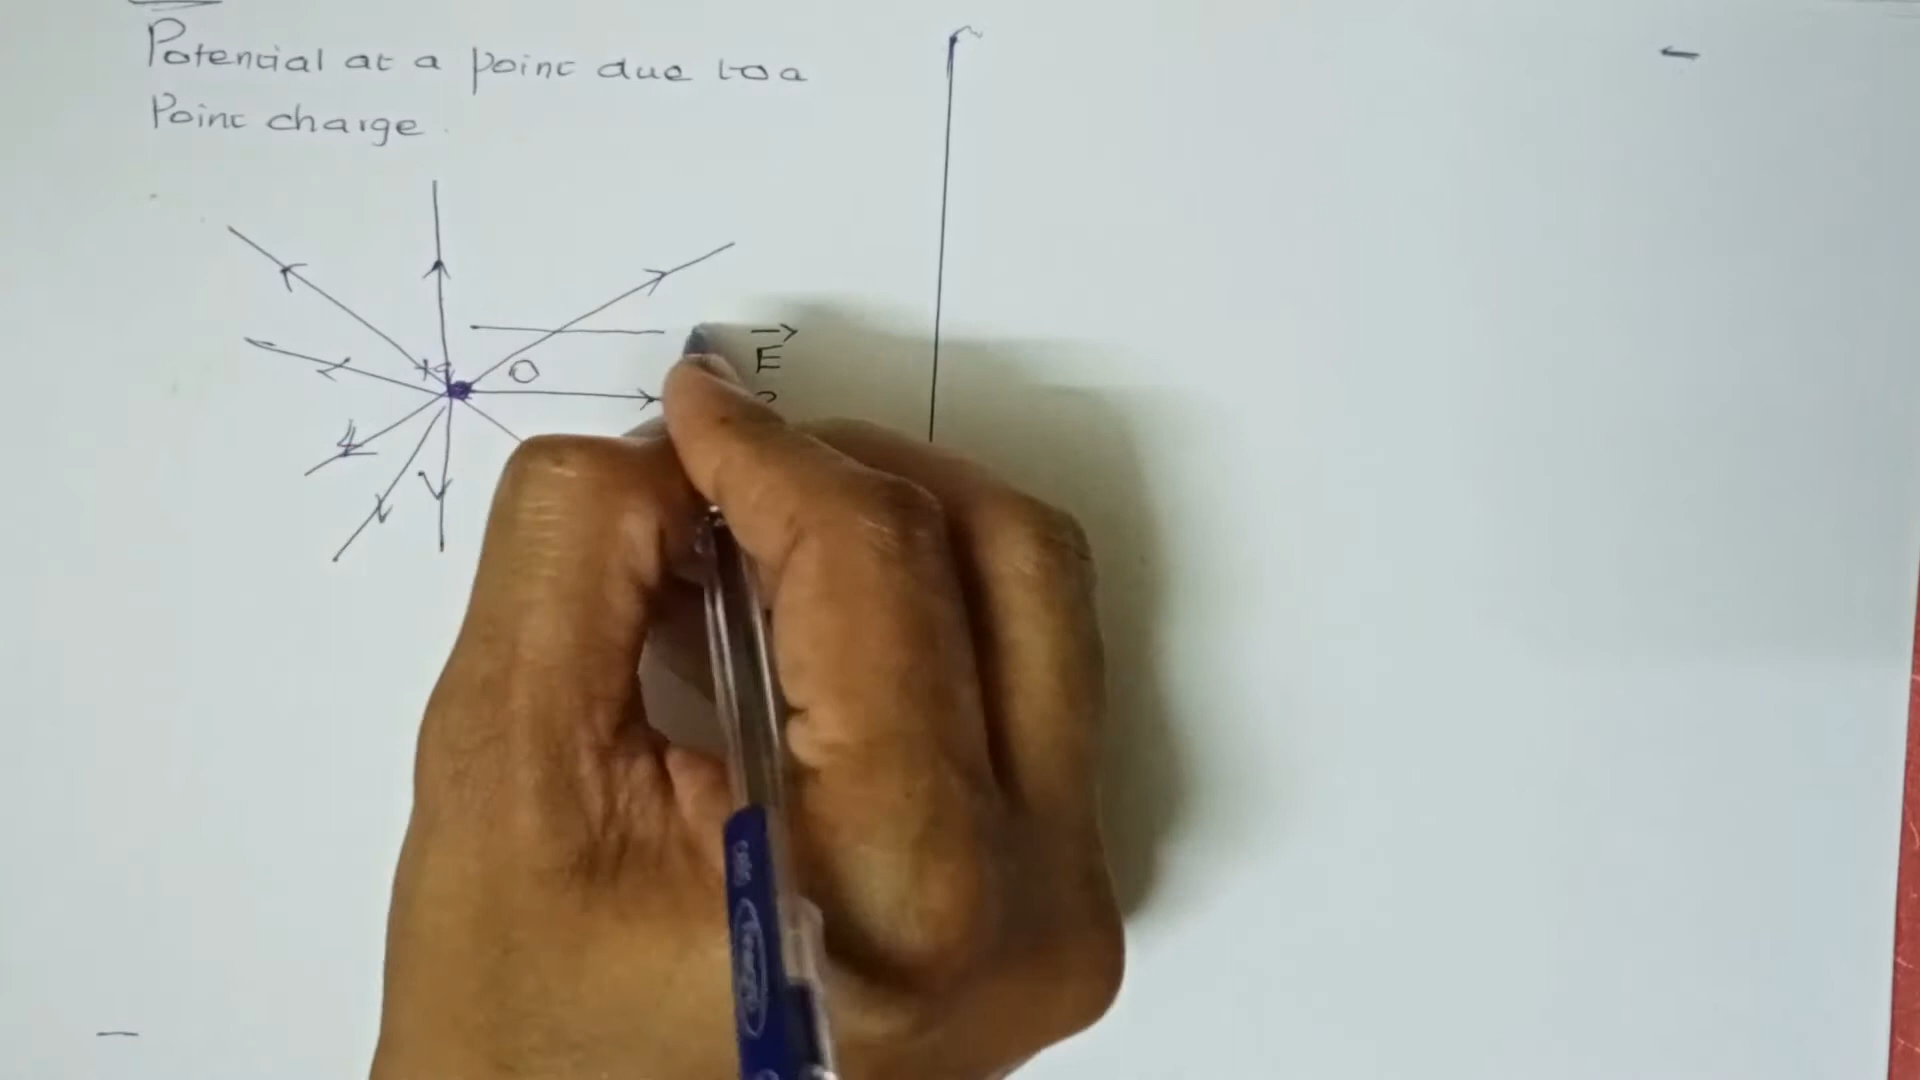 Potential at a point due to a
Point charge.
+q
O
E